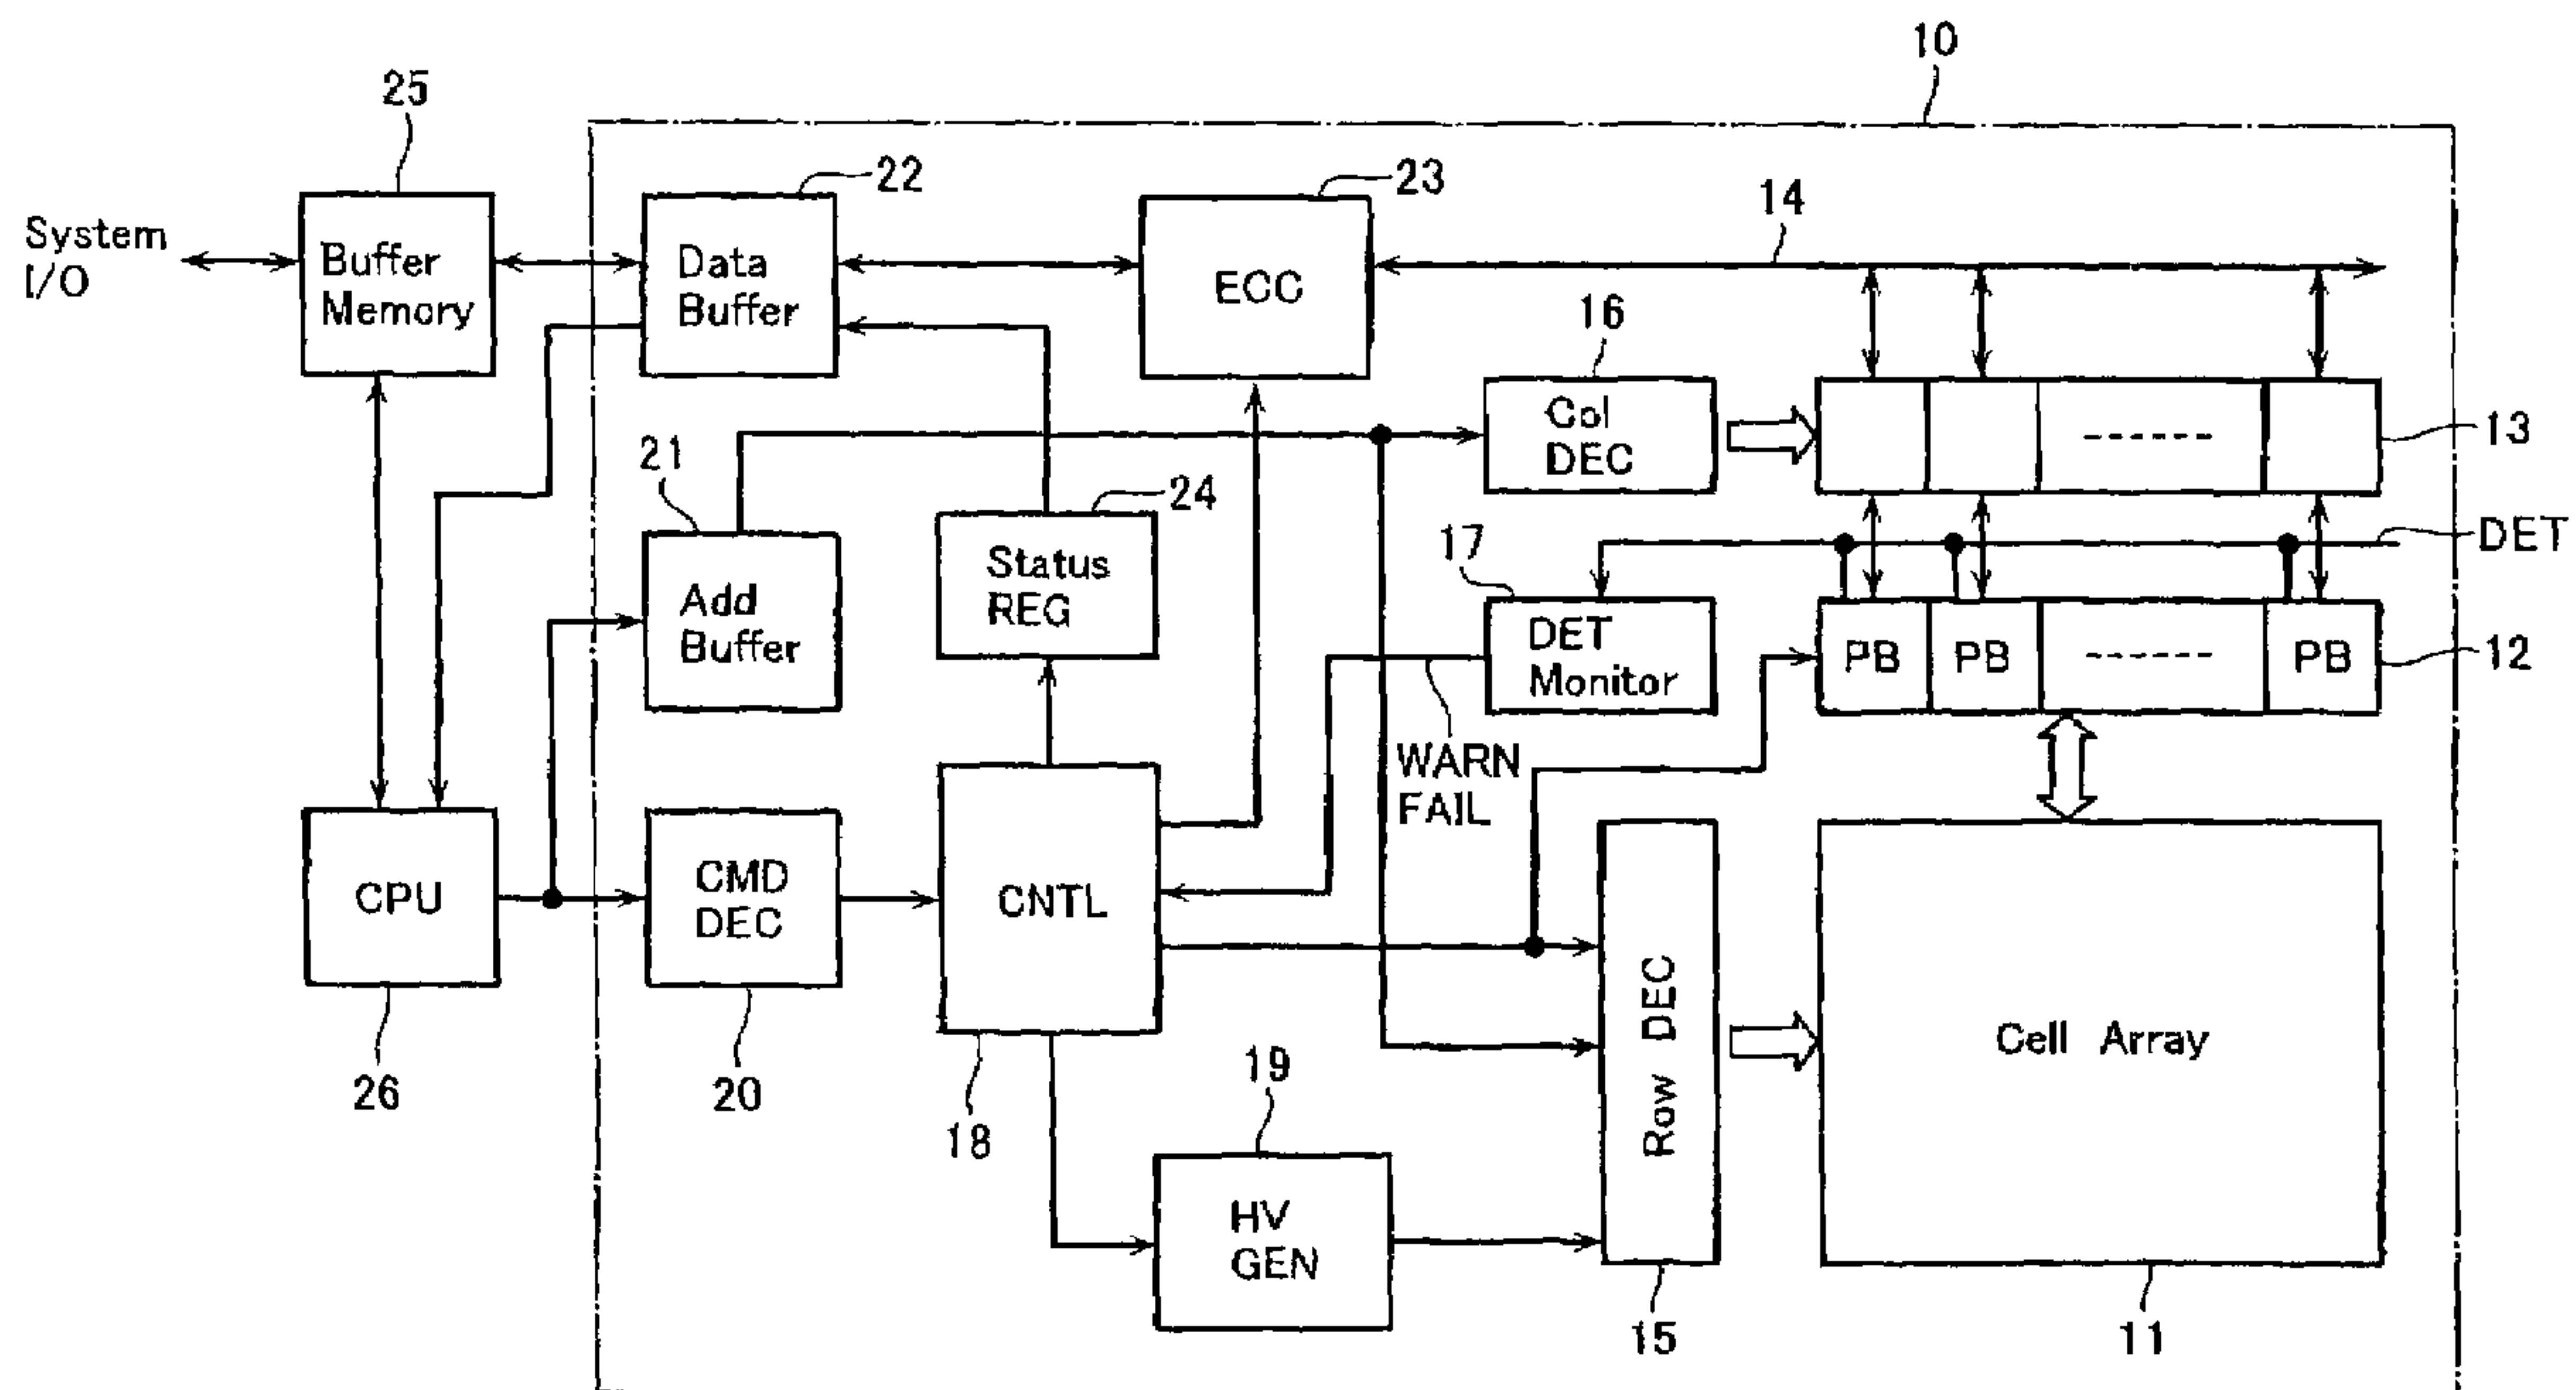 10
25
22
23
14
System
I/O
Buffer
Memory
Data
Buffer
ECC
16
Col
DEC
------
13
21
24
17
DET
Add
Buffer
Status
REG
DET
Monitor
PB
PB
------
PB
12
WARN
FAIL
CPU
CMD
DEC
CNTL
Row DEC
Cell Array
26
20
18
19
HV
GEN
15
11